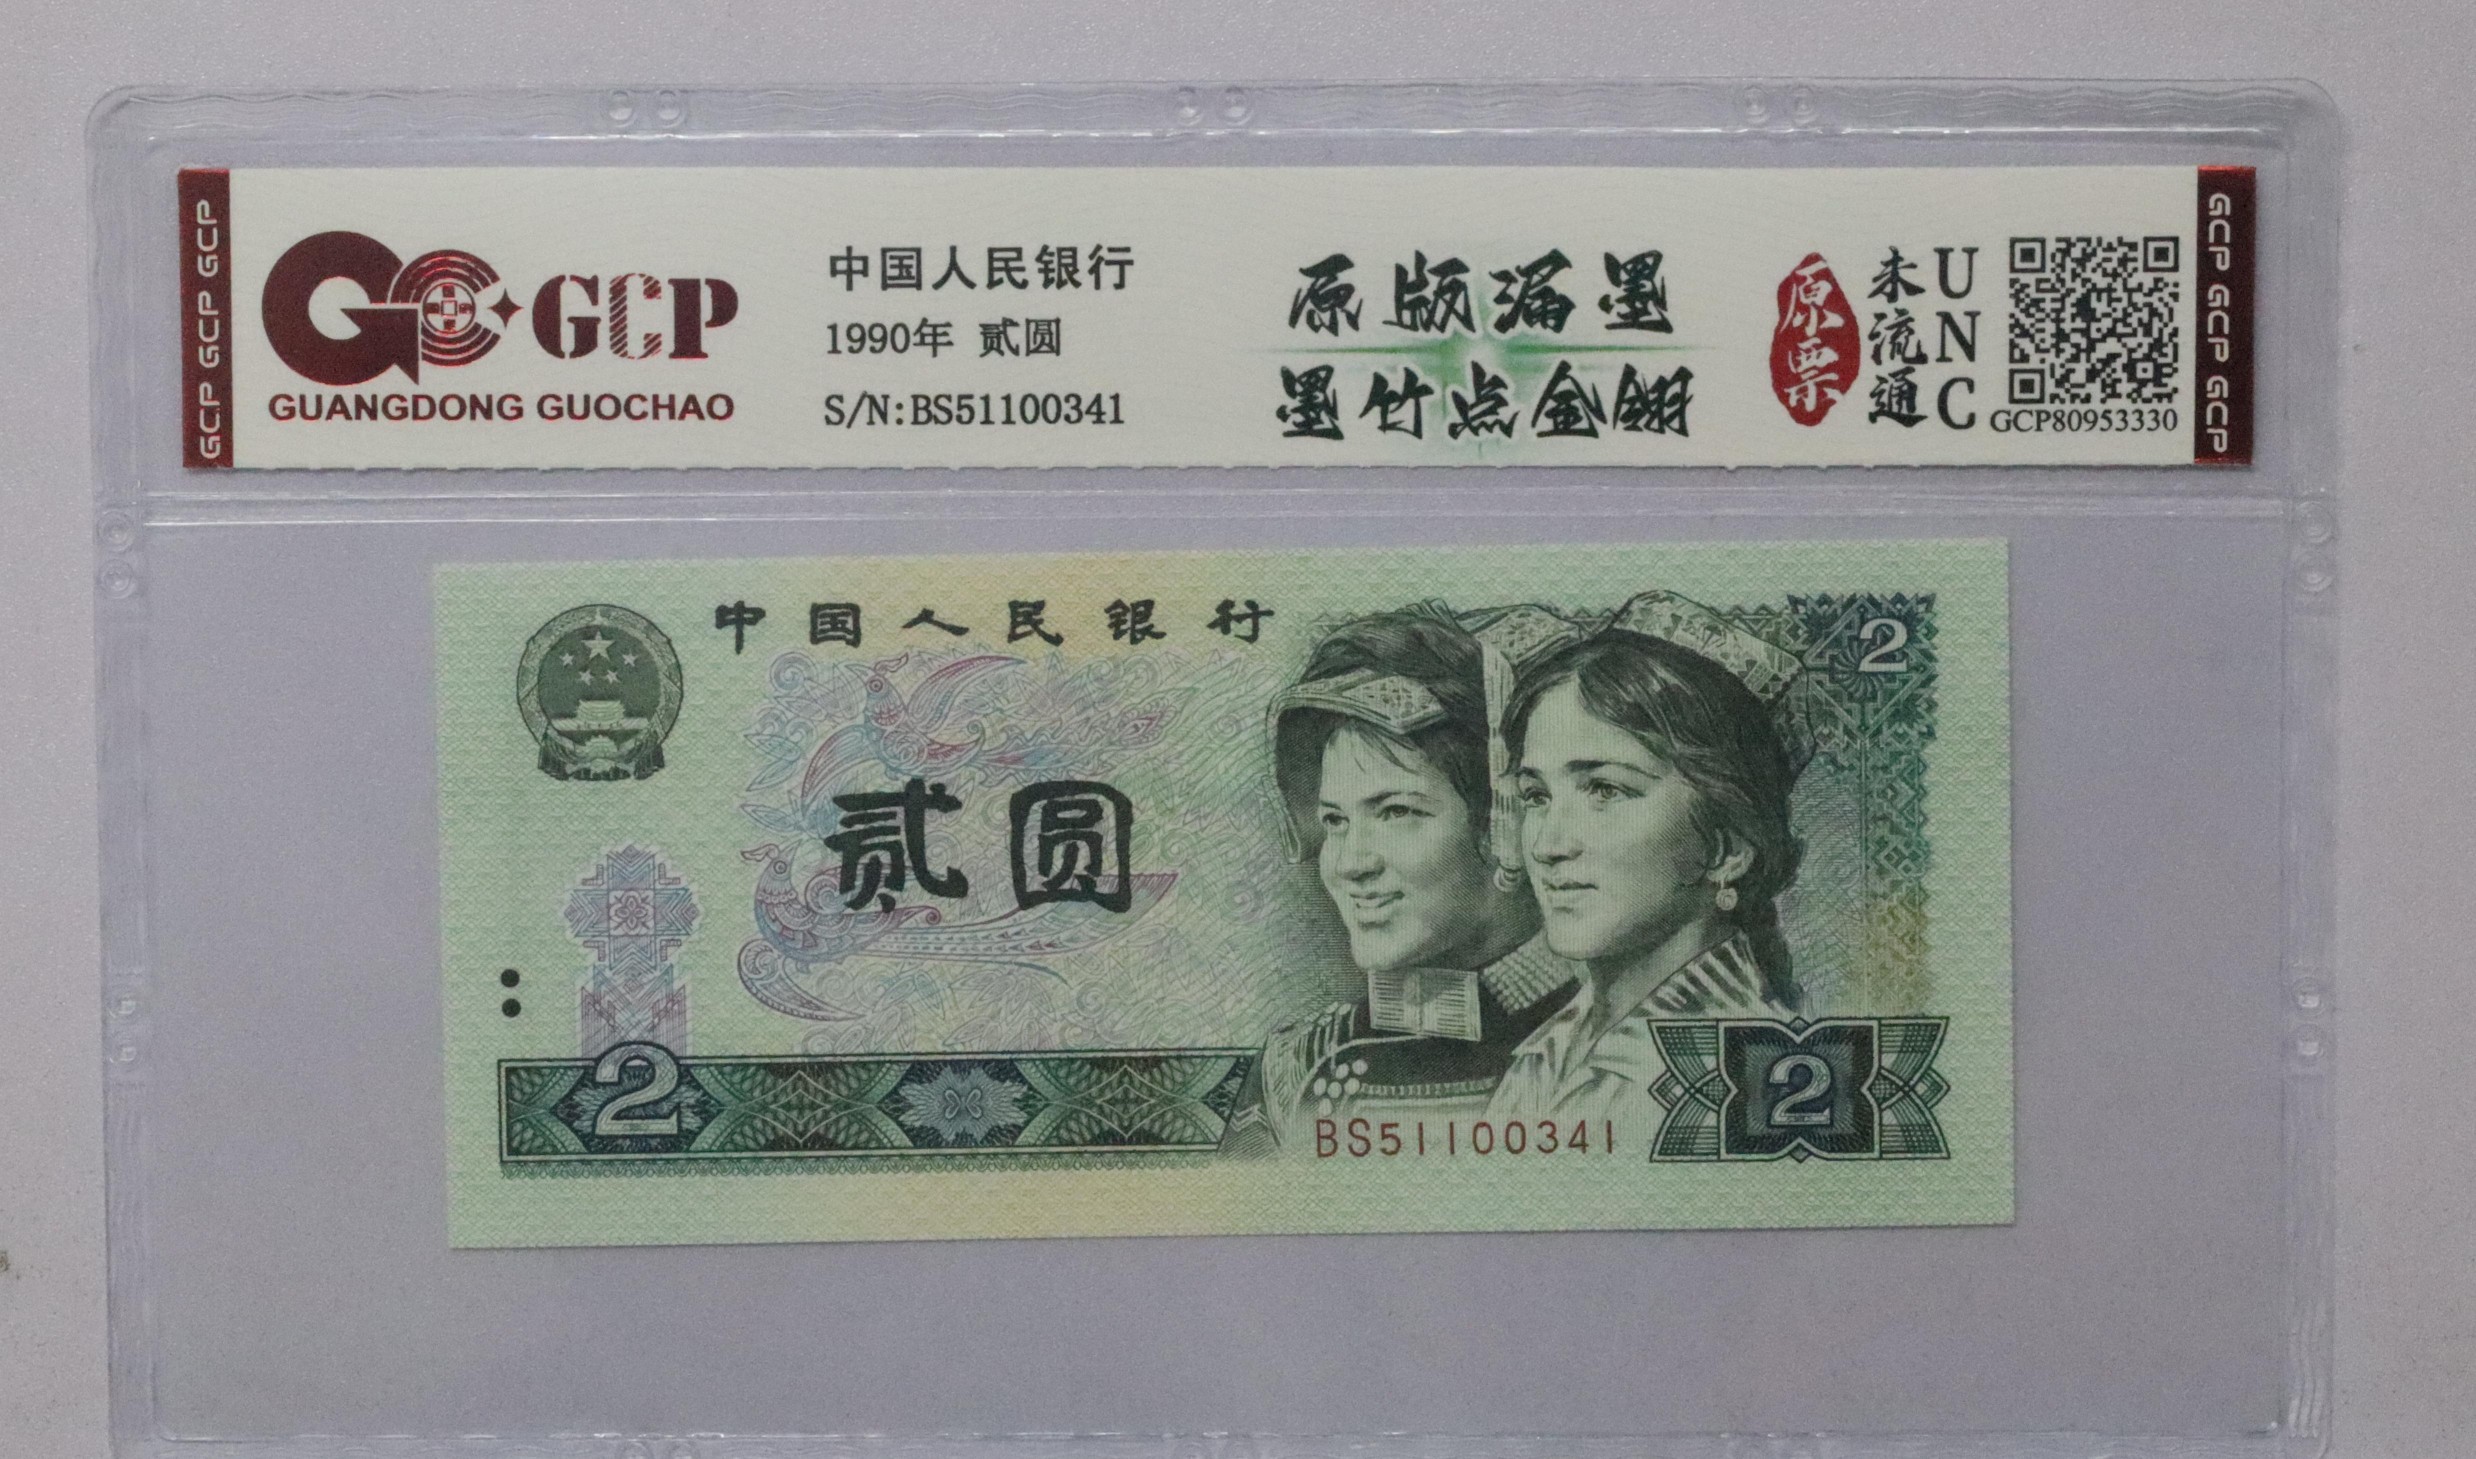 GCP GCP GCP
GCP
GUANGDONG GUOCHAO
中国人民银行
1990年 贰圆
S/N:BS51100341
原版漏墨
墨竹点金翎
原票
未流通
UNC
GCP80953330
GCP GCP GCP
中国人民银行
2
贰圆
2
BS51100341
2